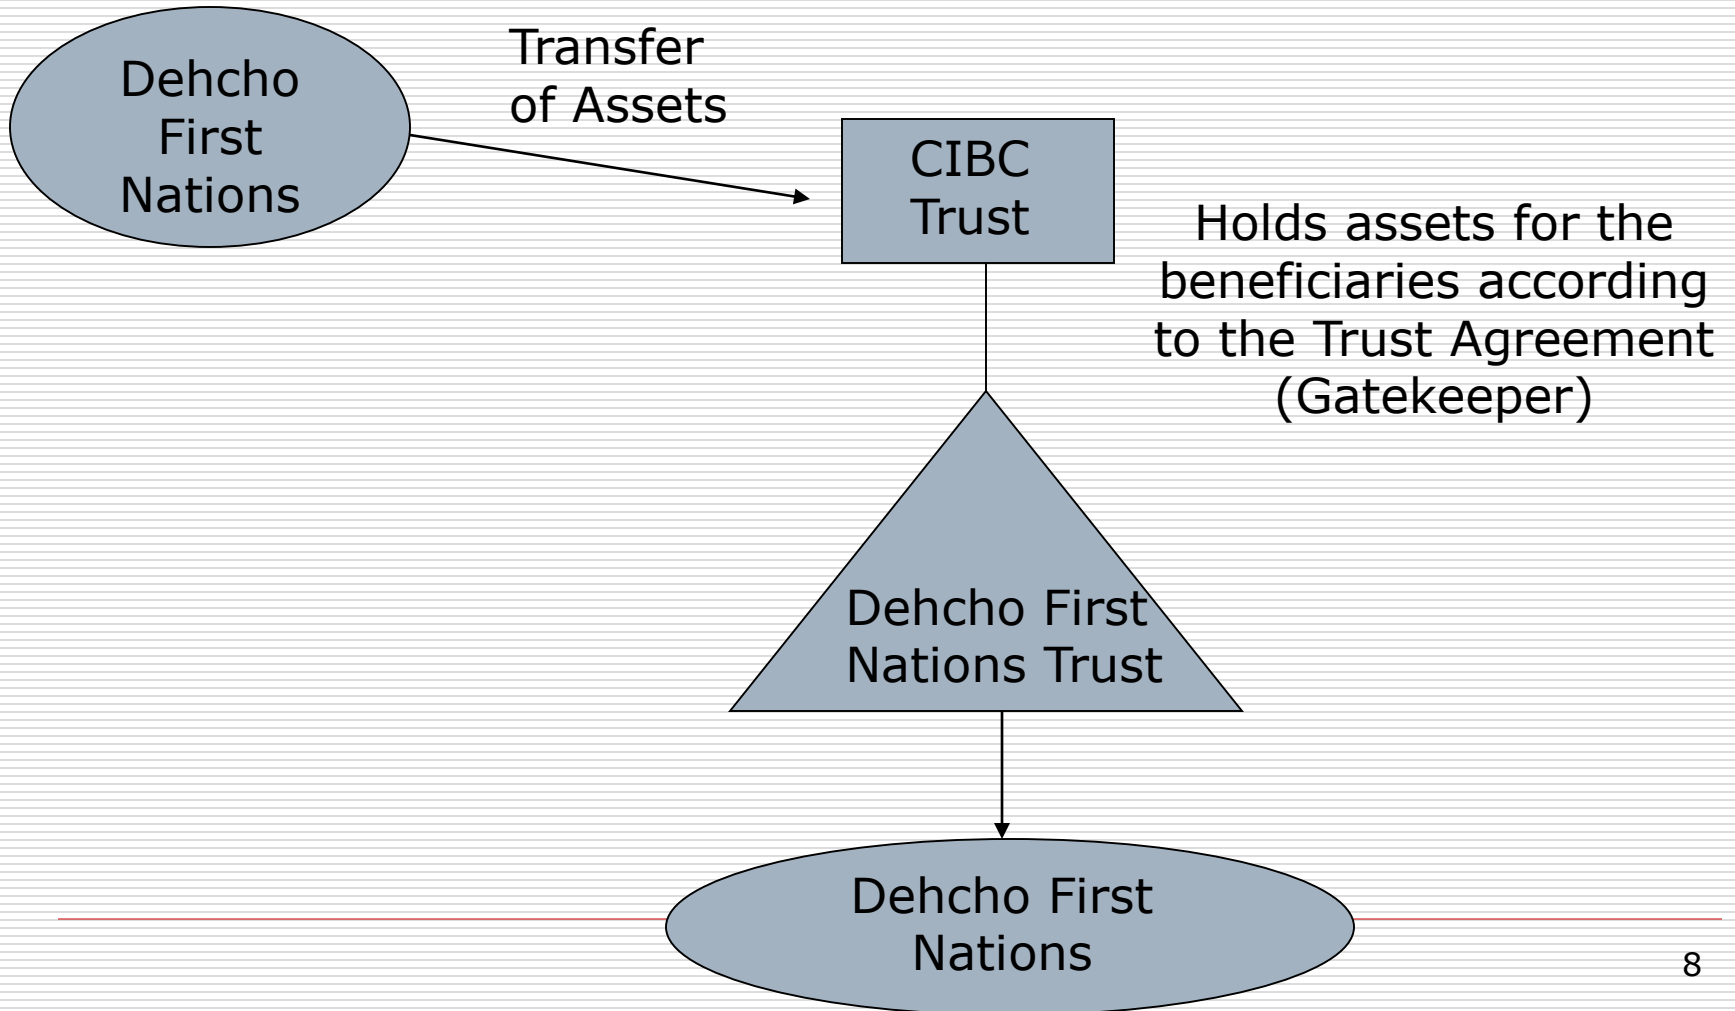 Dehcho
First
Nations
Transfer
of Assets
CIBC
Trust
Holds assets for the
beneficiaries according
to the Trust Agreement
(Gatekeeper)
Dehcho First
Nations Trust
Dehcho First
Nations
8